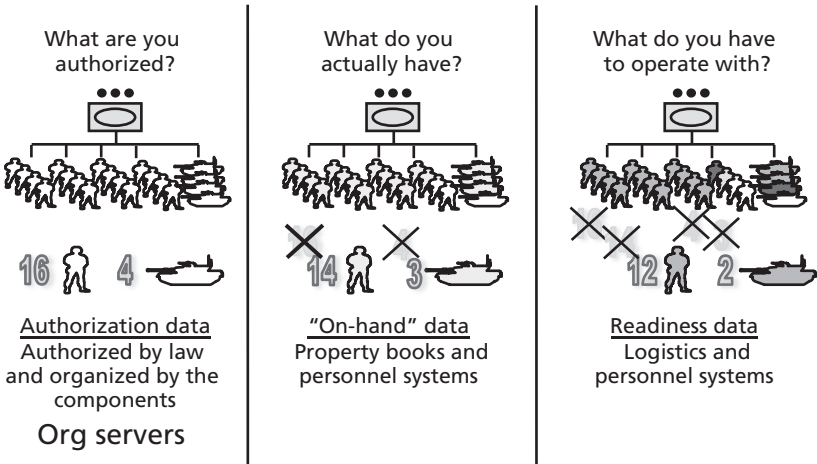 What are you
authorized?
16
4
Authorization data
Authorized by law
and organized by the
components
Org servers
What do you
actually have?
14
3
“On-hand” data
Property books and
personnel systems
What do you have
to operate with?
12
2
Readiness data
Logistics and
personnel systems